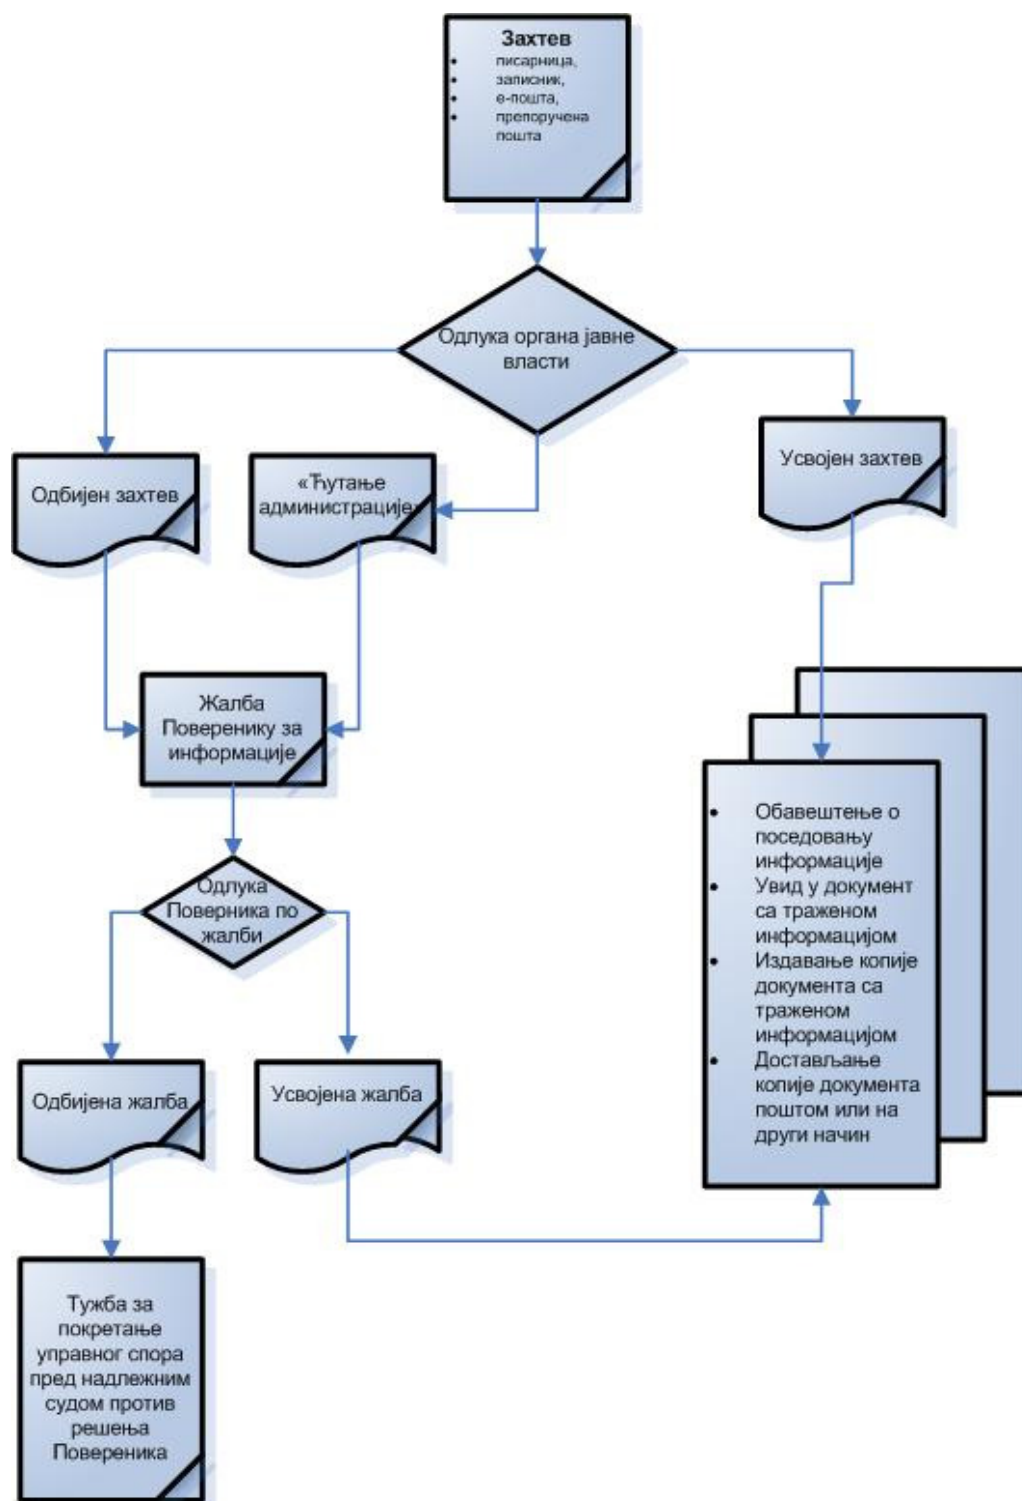 Захтев
• писарница,
• записник,
• е-пошта,
• препоручена
пошта
Одлука органа јавне
власти
Одбијен захтев
«Ћутање
администрације»
Усвојен захтев
Жалба
Поверенику за
информације
• Обавештење о
поседовању
информације
• Увид у документ
са траженом
информацијом
• Издавање копије
документа са
траженом
информацијом
• Достављање
копије документа
поштом или на
други начин
Одлука
Поверника по
жалби
Одбијена жалба
Усвојена жалба
Тужба за
покретање
управног спора
пред надлежним
судом против
решења
Повереника